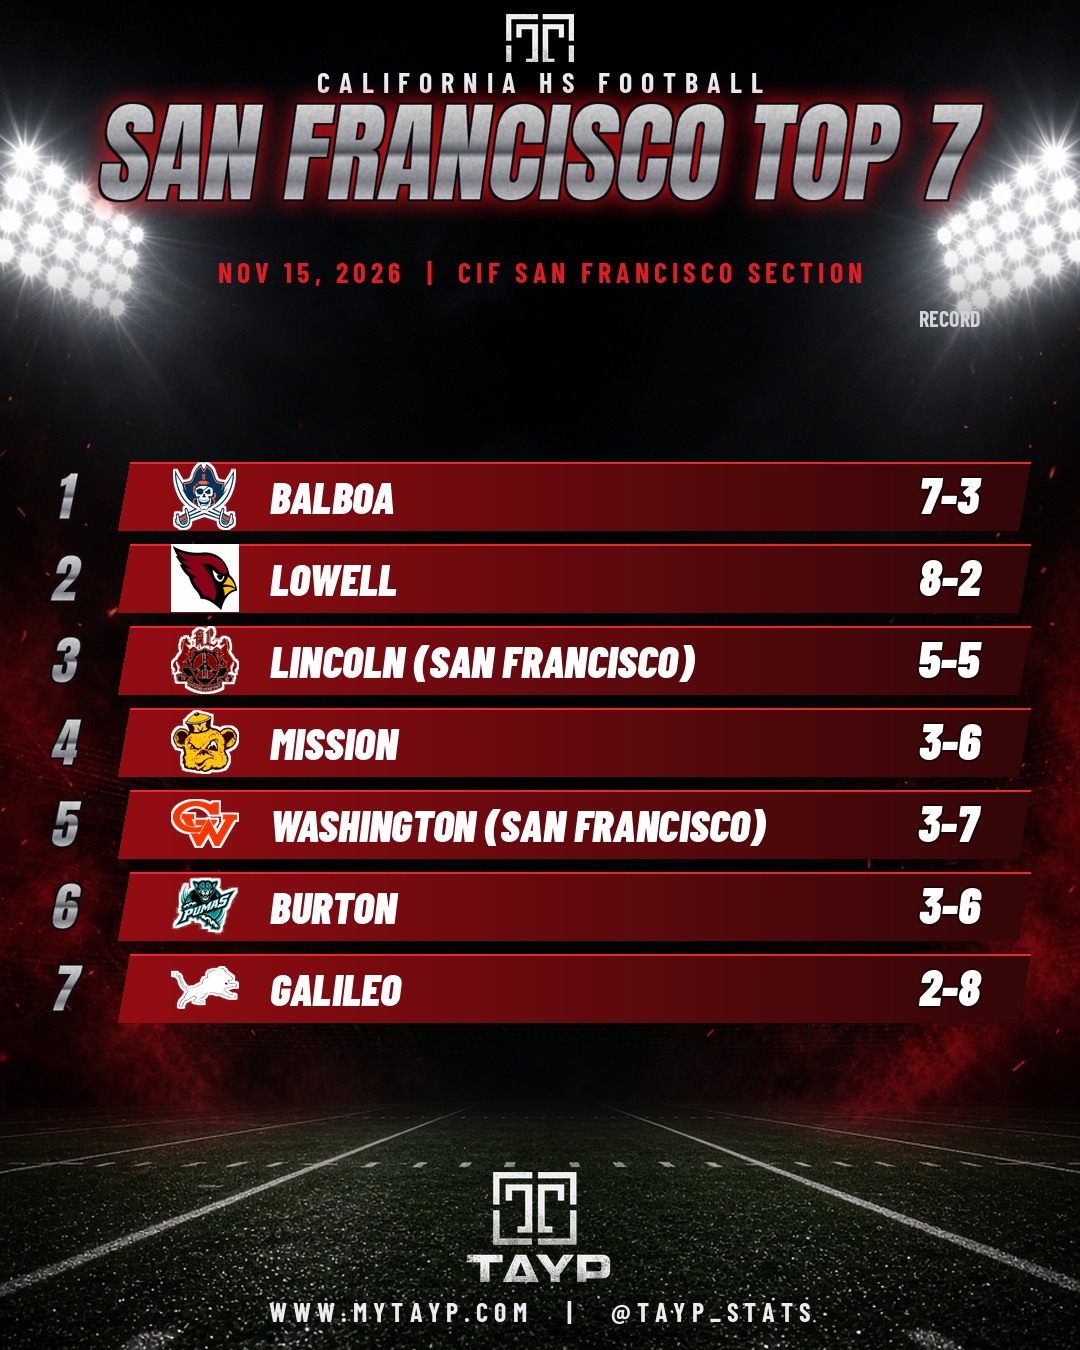 CALIFORNIA HS FOOTBALL
SAN FRANCISCO TOP 7
NOV 15, 2026 | CIF SAN FRANCISCO SECTION
RECORD
1 BALBOA 7-3
2 LOWELL 8-2
3 LINCOLN (SAN FRANCISCO) 5-5
4 M MISSION 3-6
5 GW WASHINGTON (SAN FRANCISCO) 3-7
6 PUMAS BURTON 3-6
7 GALILEO 2-8
TAYP
WWW.MYTAYP.COM | @TAYP_STATS